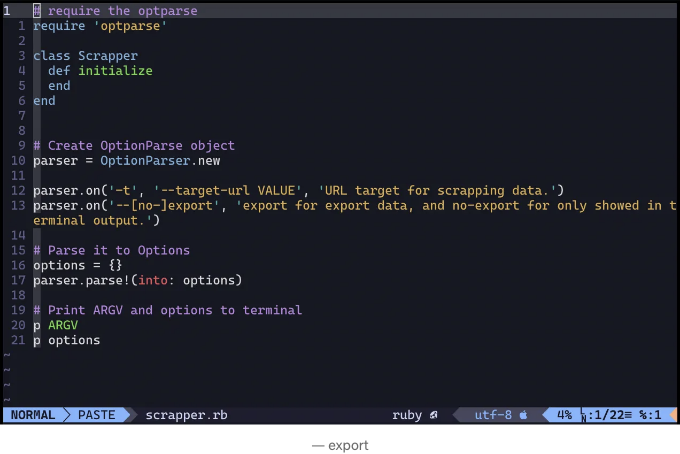 1 # require the optparse
1 require 'optparse'
2
3 class Scrapper
4 def initialize
5 end
6 end
7
8
9 # Create OptionParse object
10 parser = OptionParser.new
11
12 parser.on('-t', '--target-url VALUE', 'URL target for scrapping data.')
13 parser.on('--[no-]export', 'export for export data, and no-export for only showed in t
erminal output.')
14
15 # Parse it to Options
16 options = {}
17 parser.parse!(into: options)
18
19 # Print ARGV and options to terminal
20 p ARGV
21 p options
~
~
~
~
NORMAL PASTE scrapper.rb ruby utf-8 4% ㏑:1/22≡ ℅:1
— export